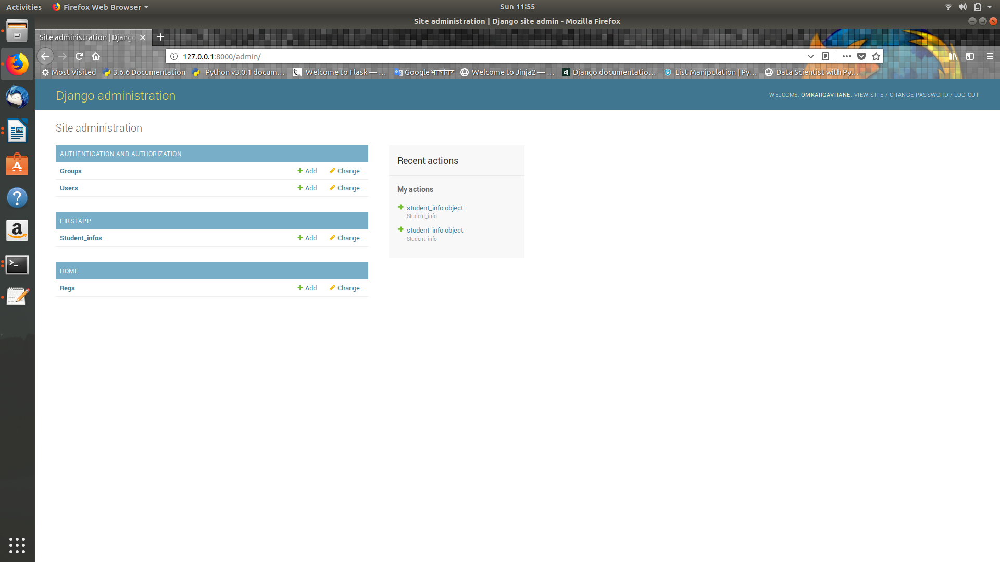 Activities Firefox Web Browser Sun 11:55
Site administration | Django site admin - Mozilla Firefox
Site administration | Django
127.0.0.1:8000/admin/
Most Visited 3.6.6 Documentation Python v3.0.1 docum... Welcome to Flask — ... Google भाषांतर Welcome to Jinja2 — ... dj Django documentatio... List Manipulation | Py... Data Scientist with Py...
Django administration WELCOME, OMKARGAVHANE. VIEW SITE / CHANGE PASSWORD / LOG OUT
Site administration
AUTHENTICATION AND AUTHORIZATION
Groups Add Change
Users Add Change
FIRSTAPP
Student_infos Add Change
HOME
Regs Add Change
Recent actions
My actions
student_info object
Student_info
student_info object
Student_info